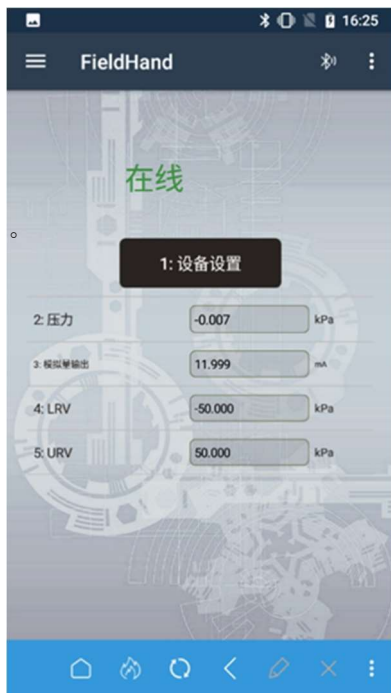 16:25
FieldHand
在线
。
1: 设备设置
2: 压力 -0.007 kPa
3: 模拟量输出 11.999 mA
4: LRV -50.000 kPa
5: URV 50.000 kPa